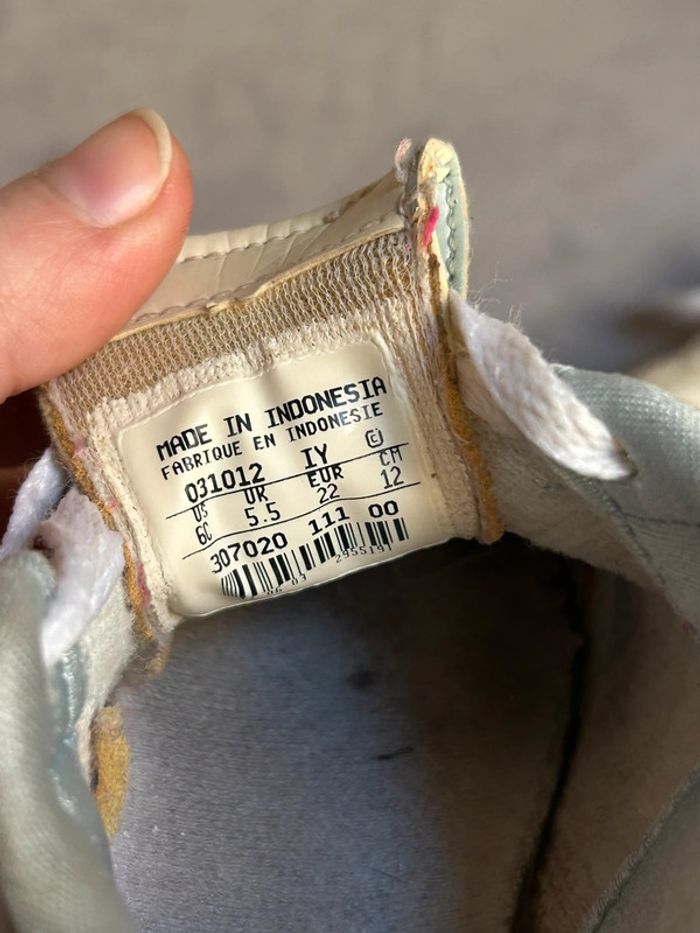 MADE IN INDONESIA
FABRIQUE EN INDONESIE
031012 IY C
US UK EUR CM
6C 5.5 22 12
307020 111 00
2955191